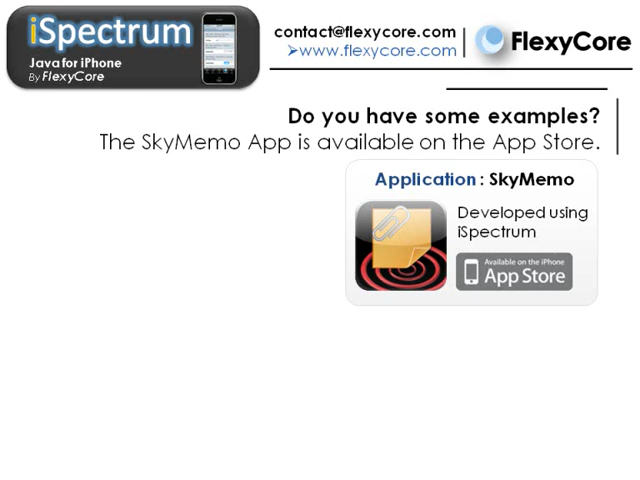 iSpectrum
Java for iPhone
By FlexyCore
contact@flexycore.com
➢www.flexycore.com
FlexyCore
Do you have some examples?
The SkyMemo App is available on the App Store.
Application : SkyMemo
Developed using
iSpectrum
Available on the iPhone
App Store